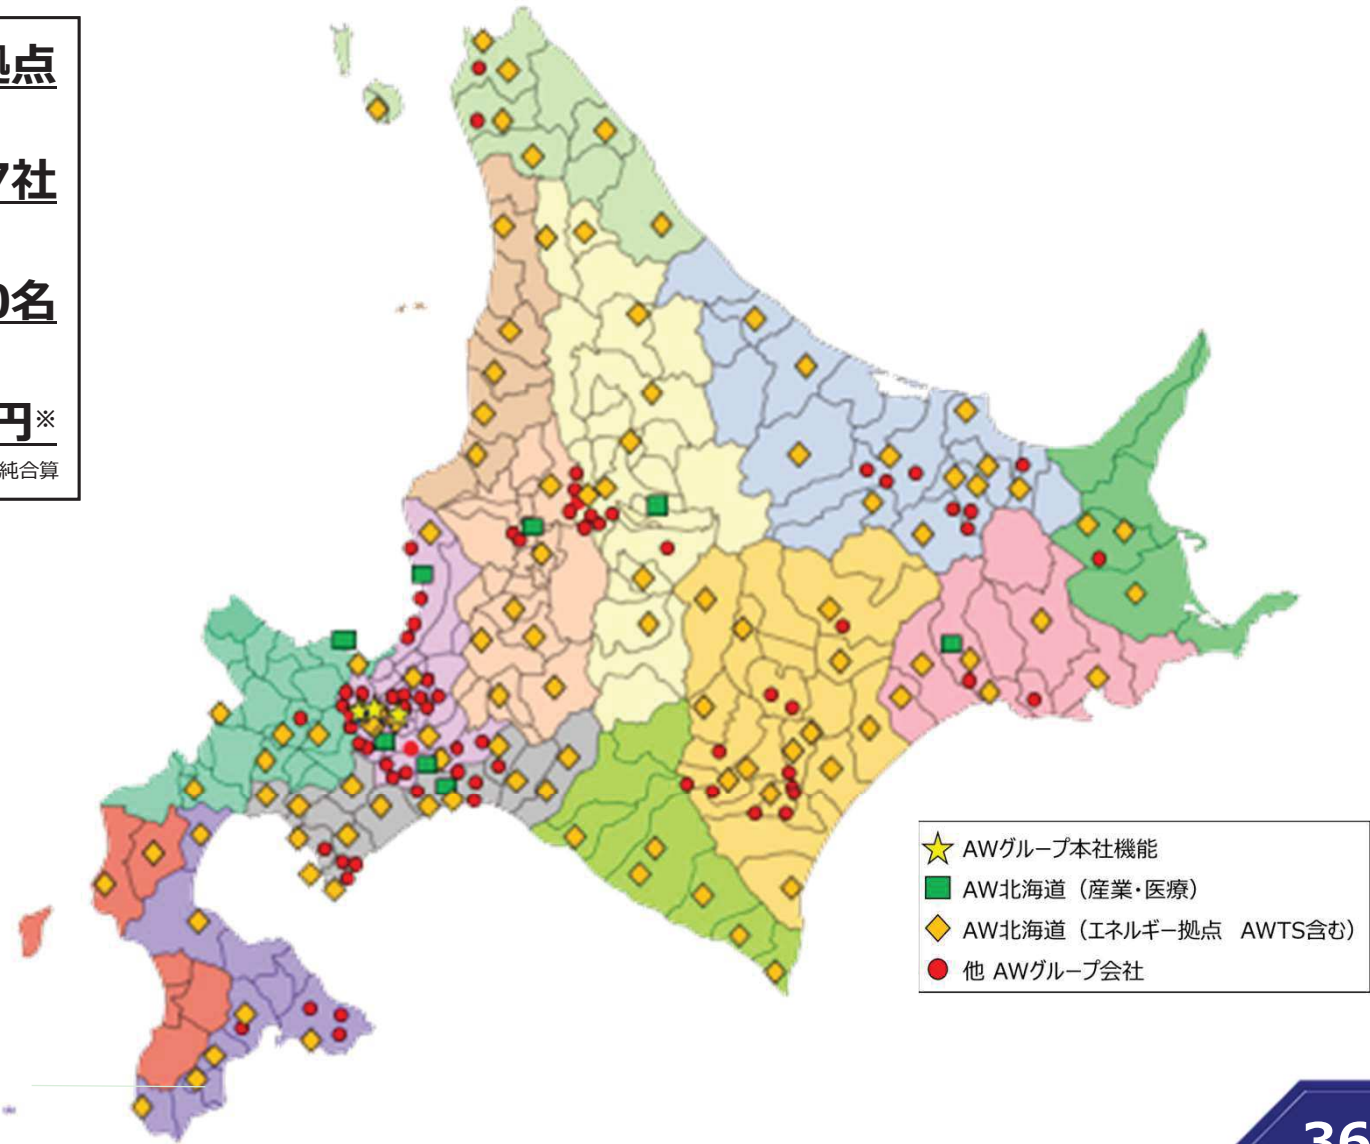 拠点
7社
0名
円※
純合算
AWグループ本社機能
AW北海道（産業・医療）
AW北海道（エネルギー拠点　AWTS含む）
他 AWグループ会社
36